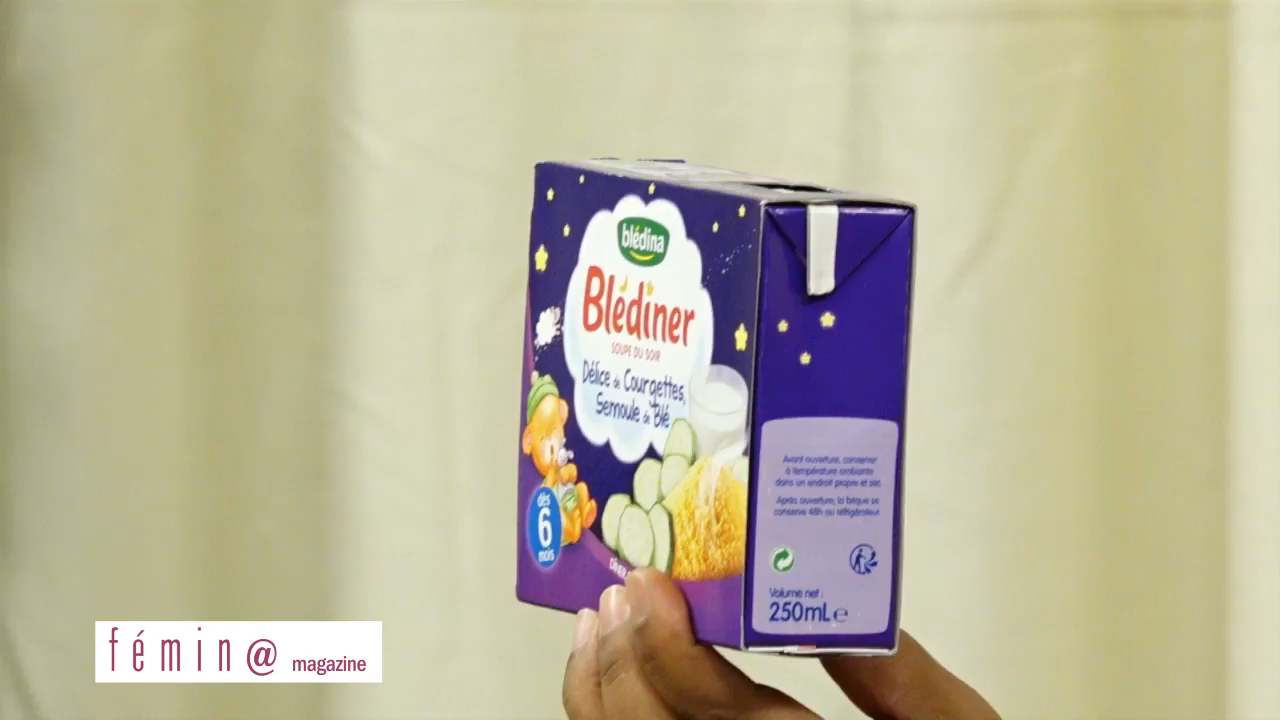 blédina
Blédiner
SOUPE DU SOIR
Délice de Courgettes,
Semoule de Blé
dès
6
mois
Avant ouverture, conserver
à température ambiante
dans un endroit propre et sec.
Après ouverture, la brique se
conserve 48h au réfrigérateur
Volume net :
250mL e
fémin@ magazine